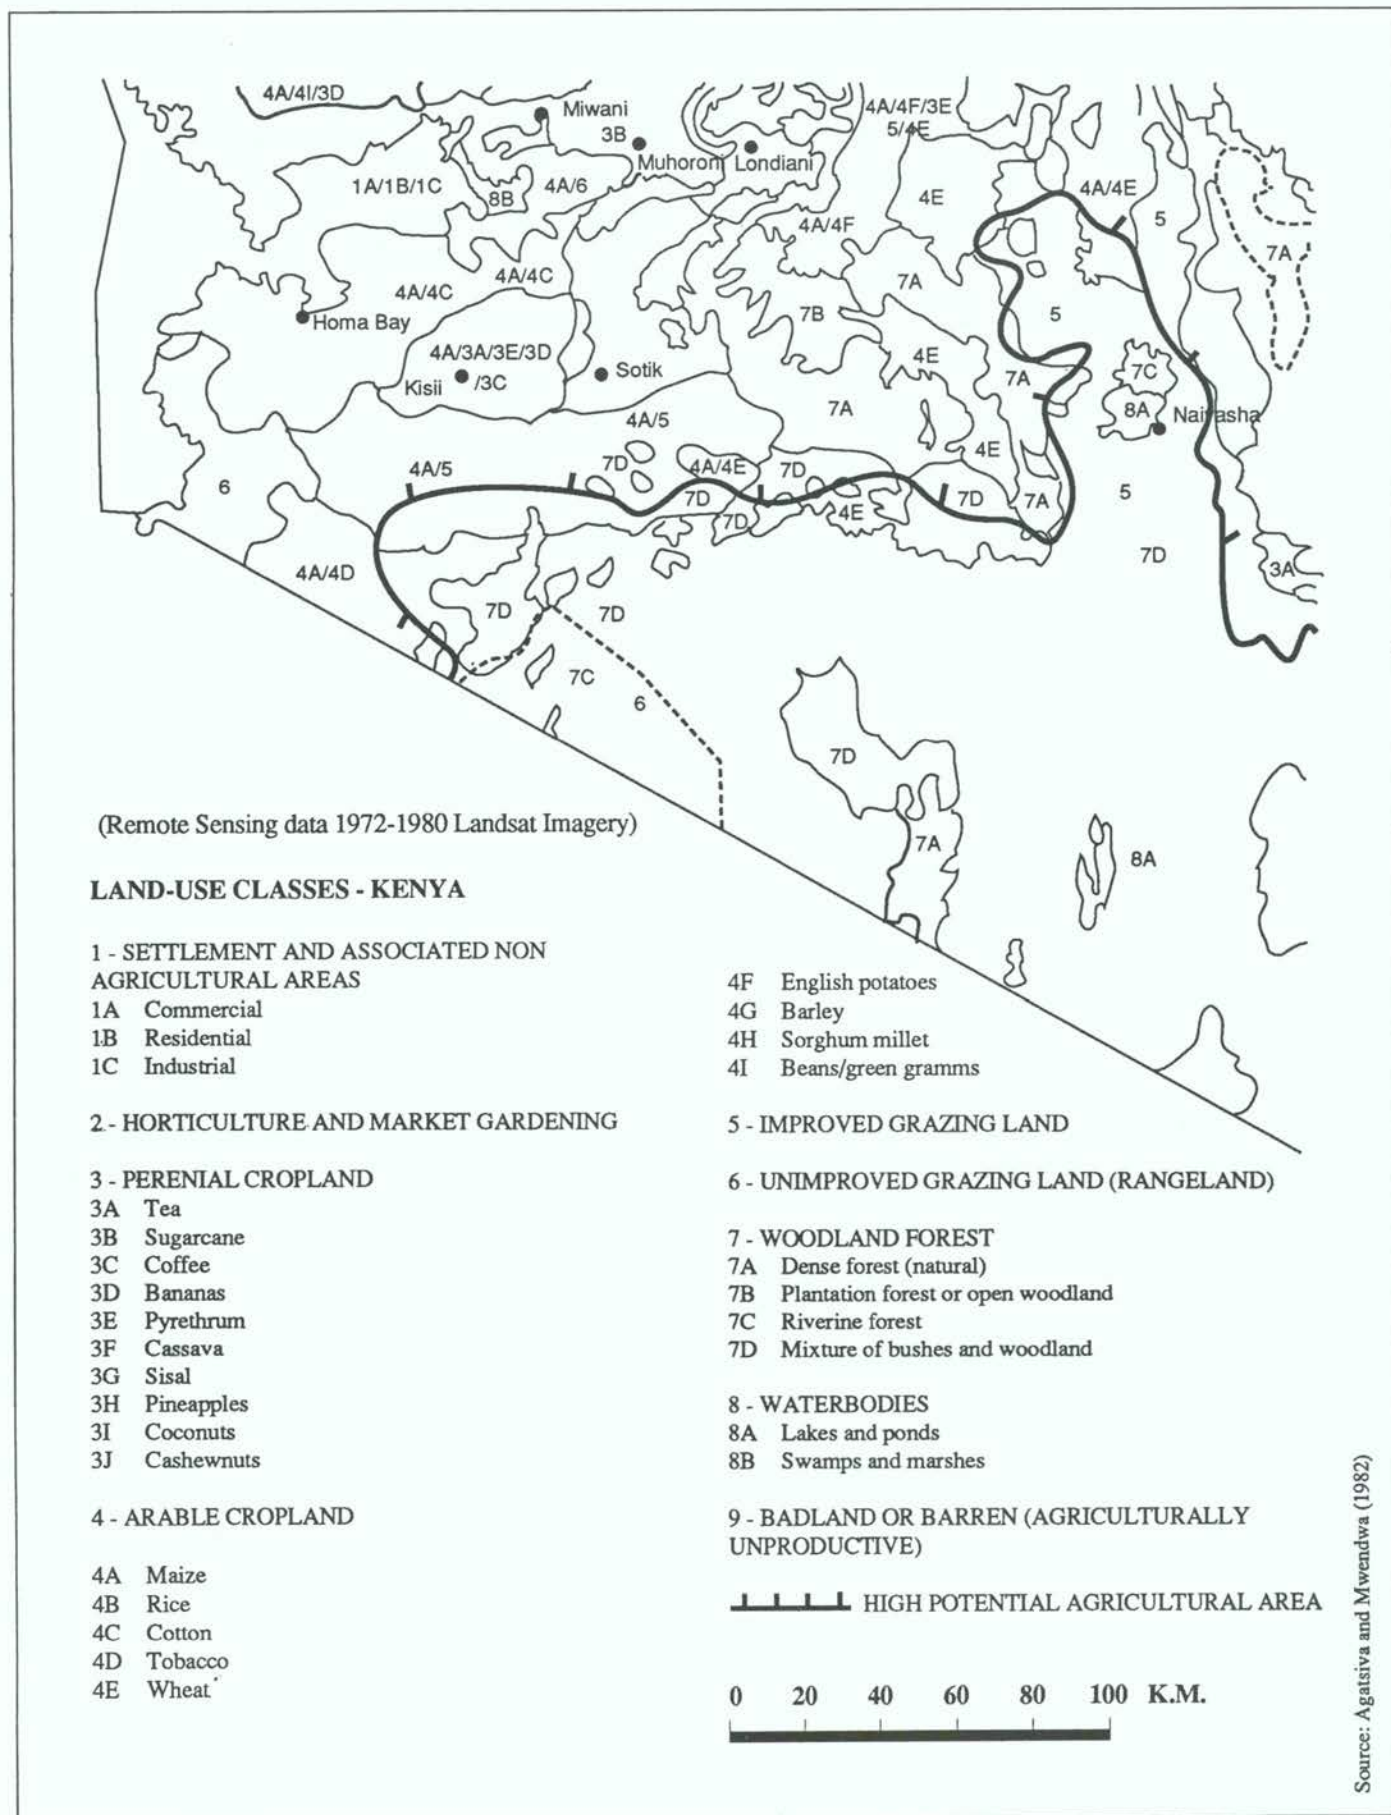 4A/4I/3D
Miwani
3B
Muhoroni
Londiani
4A/4F/3E
5/4E
1A/1B/1C
8B
4A/6
4E
4A/4E
5
4A/4F
7A
4A/4C
4A/4C
7A
7B
5
Homa Bay
4A/3A/3E/3D
/3C
Kisii
Sotik
4E
7A
7C
8A
Naivasha
7A
4A/5
4A/5
7D
4A/4E
7D
4E
6
7D
7D
4E
7D
7A
5
7D
3A
4A/4D
7D
7D
7C
6
7D
7A
8A
(Remote Sensing data 1972-1980 Landsat Imagery)
LAND-USE CLASSES - KENYA
1 - SETTLEMENT AND ASSOCIATED NON
AGRICULTURAL AREAS
1A Commercial
1B Residential
1C Industrial
2 - HORTICULTURE AND MARKET GARDENING
3 - PERENIAL CROPLAND
3A Tea
3B Sugarcane
3C Coffee
3D Bananas
3E Pyrethrum
3F Cassava
3G Sisal
3H Pineapples
3I Coconuts
3J Cashewnuts
4 - ARABLE CROPLAND
4A Maize
4B Rice
4C Cotton
4D Tobacco
4E Wheat
4F English potatoes
4G Barley
4H Sorghum millet
4I Beans/green gramms
5 - IMPROVED GRAZING LAND
6 - UNIMPROVED GRAZING LAND (RANGELAND)
7 - WOODLAND FOREST
7A Dense forest (natural)
7B Plantation forest or open woodland
7C Riverine forest
7D Mixture of bushes and woodland
8 - WATERBODIES
8A Lakes and ponds
8B Swamps and marshes
9 - BADLAND OR BARREN (AGRICULTURALLY
UNPRODUCTIVE)
HIGH POTENTIAL AGRICULTURAL AREA
0 20 40 60 80 100 K.M.
Source: Agatsiva and Mwendwa (1982)